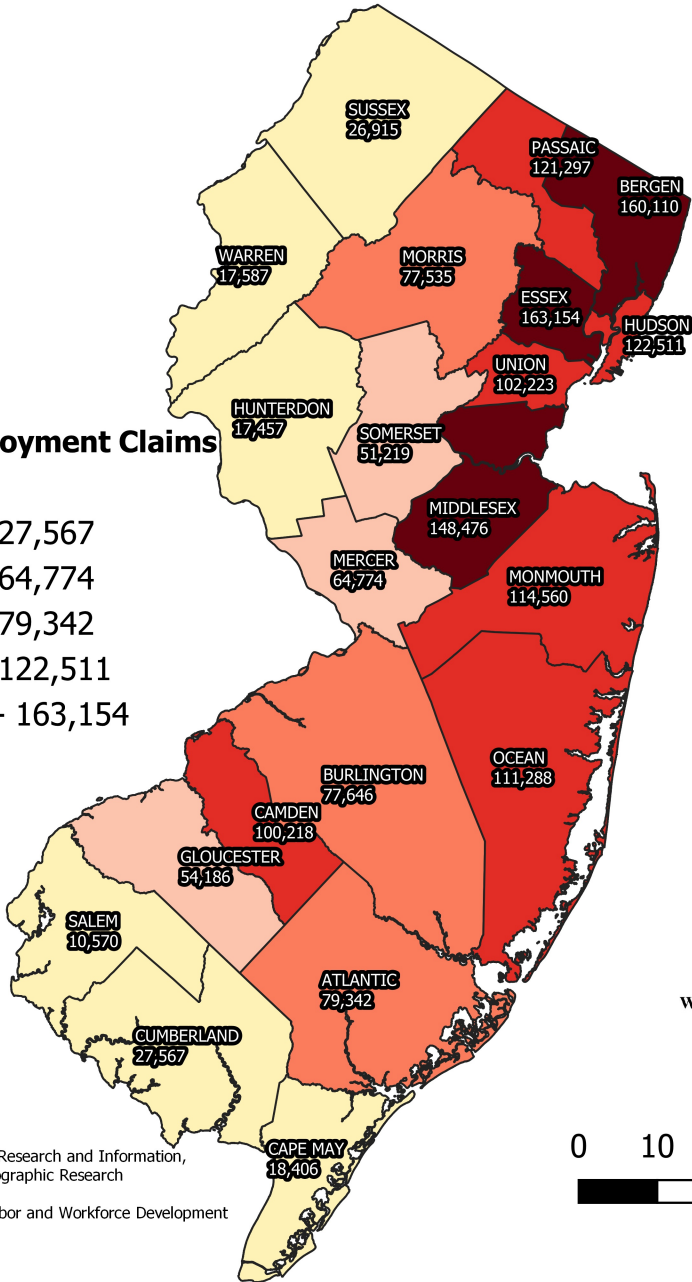 SUSSEX
26,915
PASSAIC
121,297
BERGEN
160,110
WARREN
17,587
MORRIS
77,535
ESSEX
163,154
HUDSON
122,511
UNION
102,223
HUNTERDON
17,457
SOMERSET
51,219
oyment Claims
27,567
64,774
79,342
122,511
- 163,154
MIDDLESEX
148,476
MERCER
64,774
MONMOUTH
114,560
OCEAN
111,288
BURLINGTON
77,646
CAMDEN
100,218
GLOUCESTER
54,186
SALEM
10,570
ATLANTIC
79,342
W
CUMBERLAND
27,567
CAPE MAY
18,406
Research and Information,
ographic Research
bor and Workforce Development
0 10